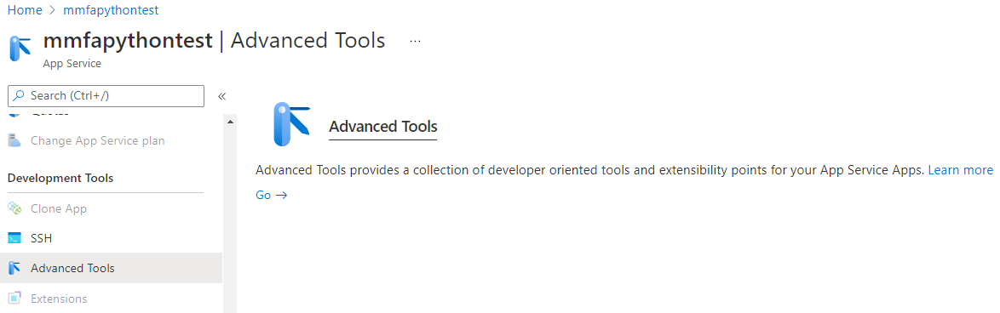 Home > mmfapythontest
mmfapythontest | Advanced Tools ...
App Service
Search (Ctrl+/) «
Change App Service plan
Development Tools
Clone App
SSH
Advanced Tools
Extensions
Advanced Tools
Advanced Tools provides a collection of developer oriented tools and extensibility points for your App Service Apps. Learn more
Go →